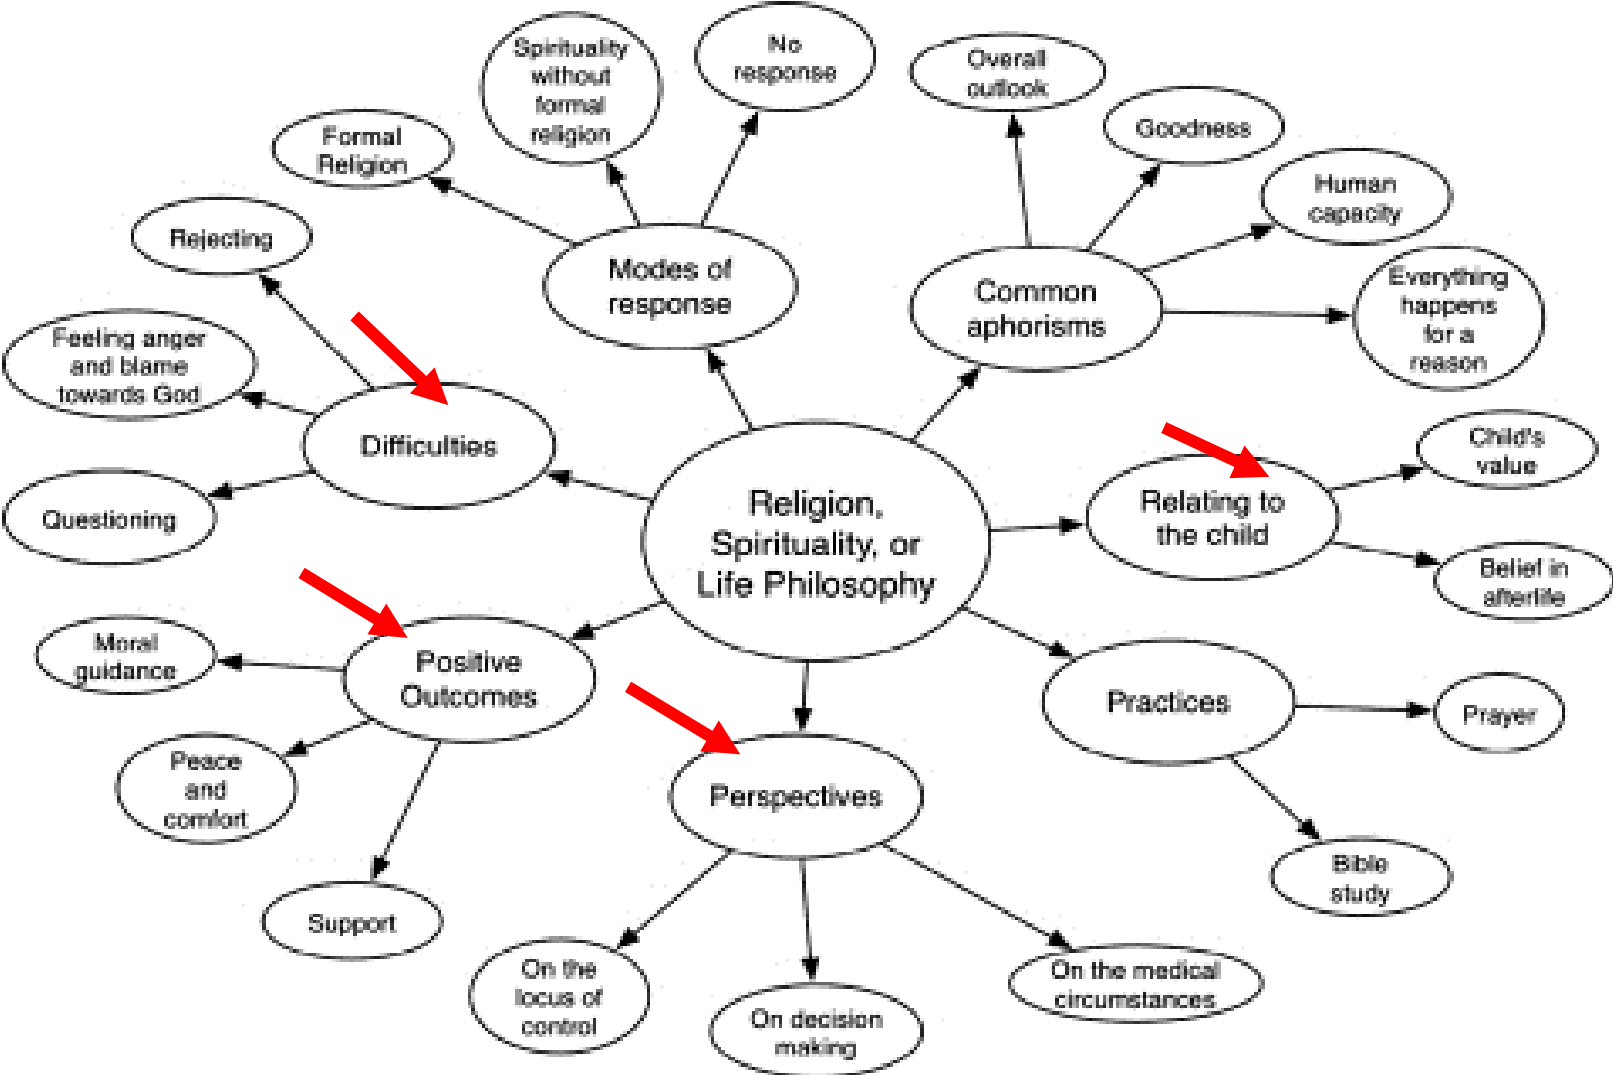 Spirituality
without
formal
religion
No
response
Overall
outlook
Goodness
Formal
Religion
Human
capacity
Rejecting
Modes of
response
Common
aphorisms
Everything
happens
for a
reason
Feeling anger
and blame
towards God
Difficulties
Child's
value
Relating to
the child
Religion,
Spirituality, or
Life Philosophy
Questioning
Belief in
afterlife
Moral
guidance
Positive
Outcomes
Practices
Prayer
Peace
and
comfort
Perspectives
Bible
study
Support
On the
locus of
control
On decision
making
On the medical
circumstances